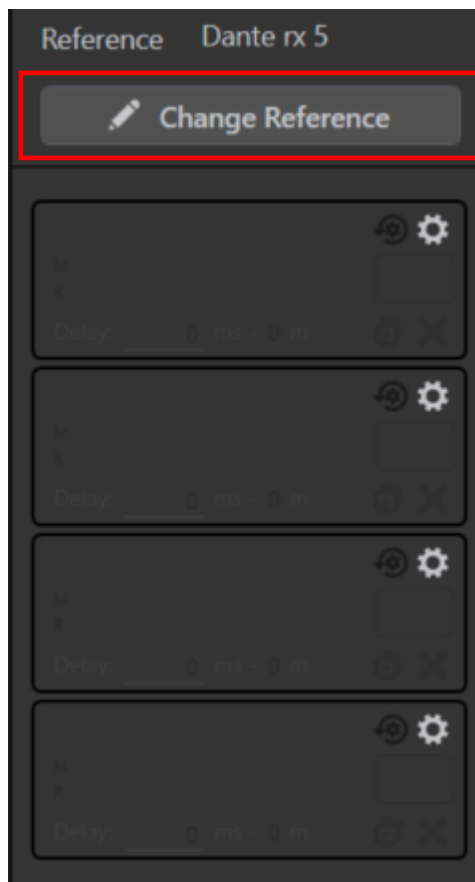 Reference Dante rx 5
Change Reference
M
R
Delay: 0 ms - 0 m
M
R
Delay: 0 ms - 0 m
M
R
Delay: 0 ms - 0 m
M
R
Delay: 0 ms - 0 m